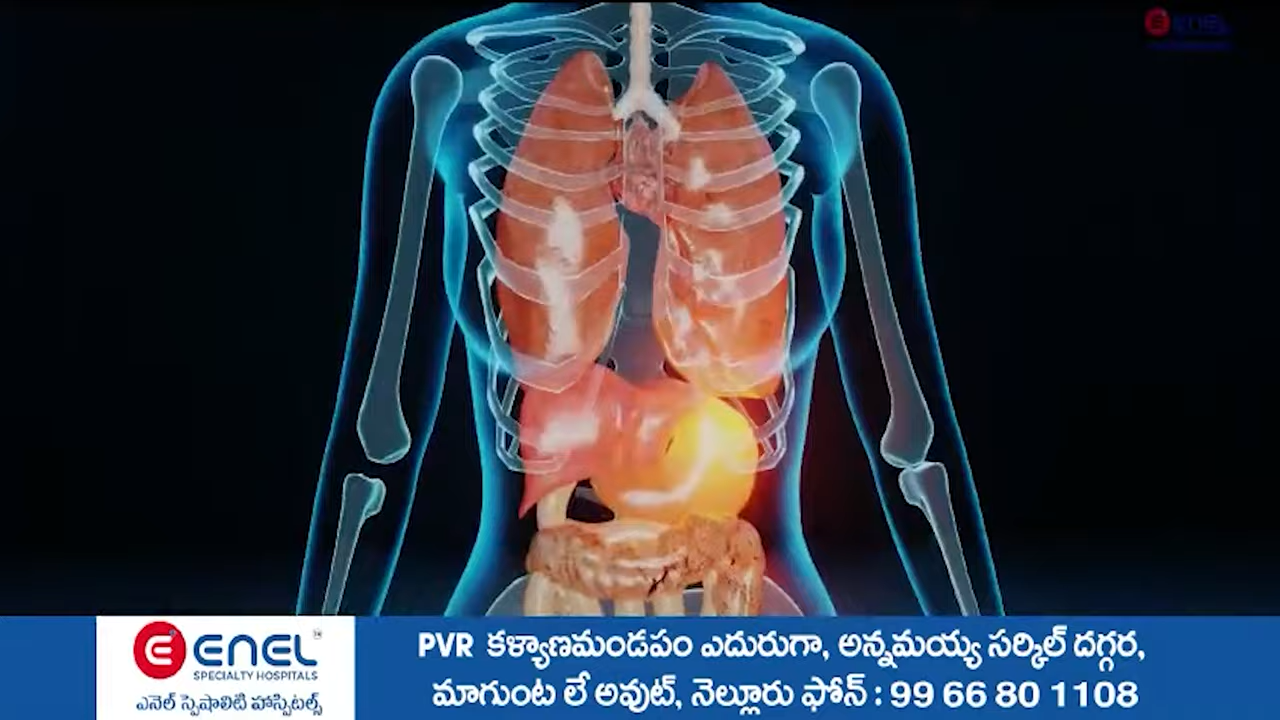 ENEL
ENEL
SPECIALTY HOSPITALS
ఎనెల్ స్పెషాలిటి హాస్పిటల్స్
PVR కళ్యాణమండపం ఎదురుగా, అన్నమయ్య సర్కిల్ దగ్గర,
మాగుంట లే అవుట్, నెల్లూరు ఫోన్ : 99 66 80 1108